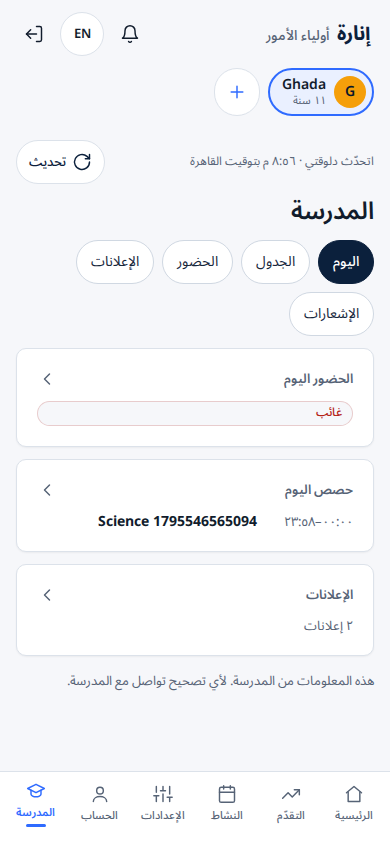 إنارة أولياء الأمور
EN
Ghada
G
١١ سنة
اتحدّث دلوقتي · ٨:٥٦ م بتوقيت القاهرة
تحديث
المدرسة
اليوم
الجدول
الحضور
الإعلانات
الإشعارات
الحضور اليوم
غائب
حصص اليوم
٠٠:٠٠–٢٣:٥٨ Science 1795546565094
الإعلانات
٢ إعلانات
هذه المعلومات من المدرسة. لأي تصحيح تواصل مع المدرسة.
الرئيسية
التقدّم
النشاط
الإعدادات
الحساب
المدرسة